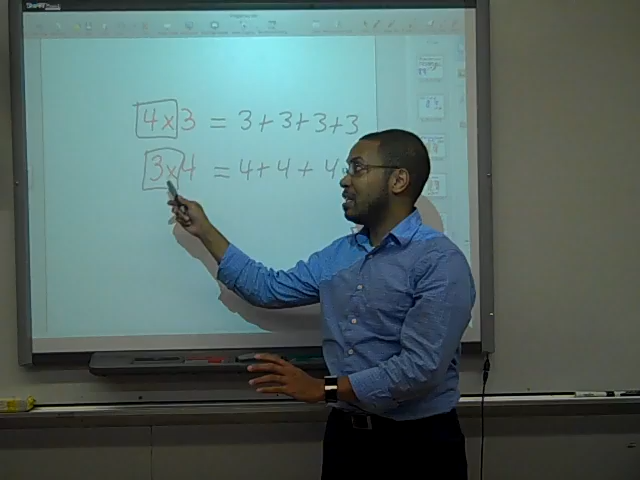 4x3 = 3+3+3+3
3x4 = 4+4+4